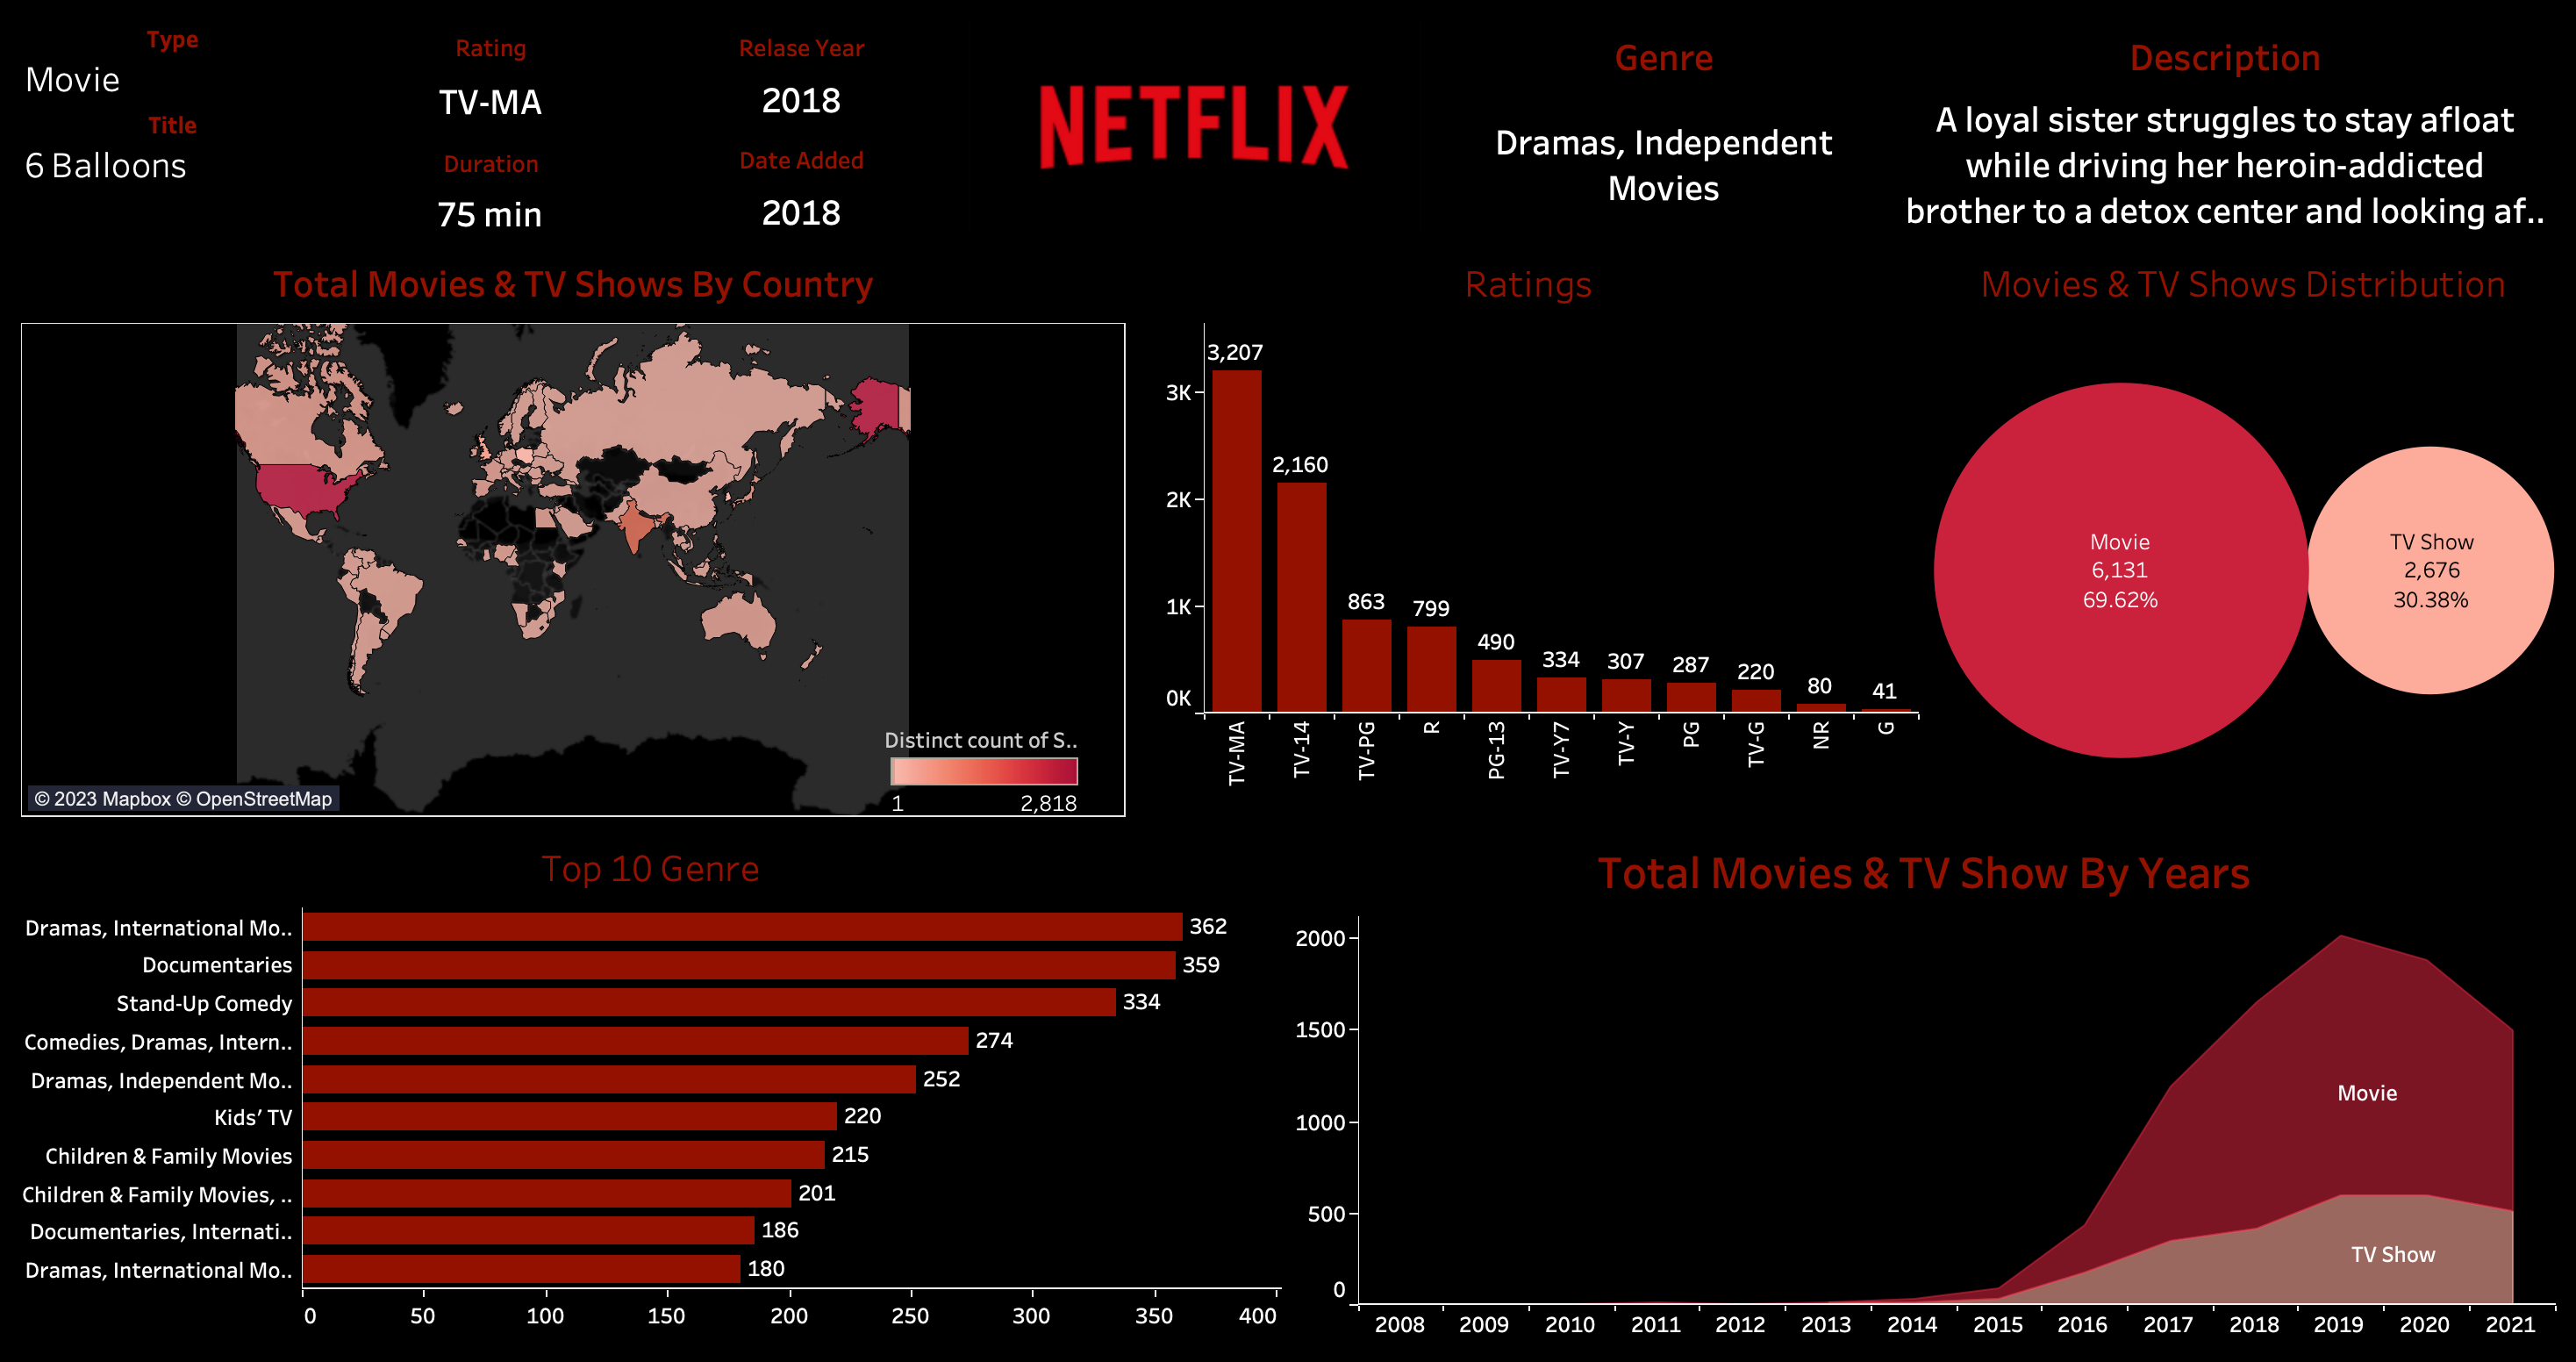 Type
Movie
Title
6 Balloons
Rating
TV-MA
Duration
75 min
Relase Year
2018
Date Added
2018
NETFLIX
Genre
Dramas, Independent
Movies
Description
A loyal sister struggles to stay afloat
while driving her heroin-addicted
brother to a detox center and looking af..
Total Movies & TV Shows By Country
Distinct count of S..
1 2,818
© 2023 Mapbox © OpenStreetMap
Ratings
3K
2K
1K
0K
3,207
2,160
863
799
490
334
307
287
220
80
41
TV-MA
TV-14
TV-PG
R
PG-13
TV-Y7
TV-Y
PG
TV-G
NR
G
Movies & TV Shows Distribution
Movie
6,131
69.62%
TV Show
2,676
30.38%
Top 10 Genre
Dramas, International Mo.. 362
Documentaries 359
Stand-Up Comedy 334
Comedies, Dramas, Intern.. 274
Dramas, Independent Mo.. 252
Kids’ TV 220
Children & Family Movies 215
Children & Family Movies, .. 201
Documentaries, Internati.. 186
Dramas, International Mo.. 180
0 50 100 150 200 250 300 350 400
Total Movies & TV Show By Years
2000
1500
1000
500
0
Movie
TV Show
2008 2009 2010 2011 2012 2013 2014 2015 2016 2017 2018 2019 2020 2021